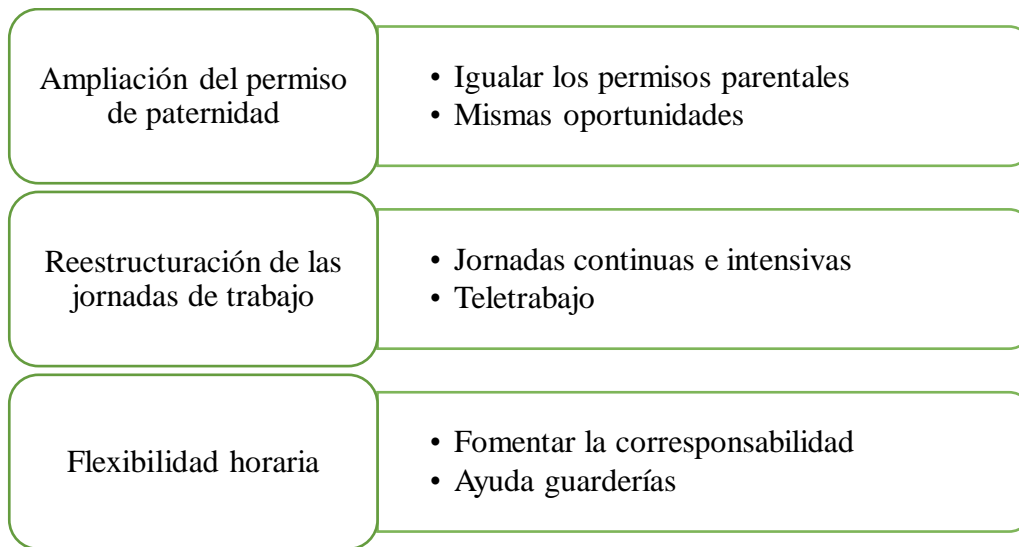 Ampliación del permiso
de paternidad
• Igualar los permisos parentales
• Mismas oportunidades
Reestructuración de las
jornadas de trabajo
• Jornadas continuas e intensivas
• Teletrabajo
Flexibilidad horaria
• Fomentar la corresponsabilidad
• Ayuda guarderías